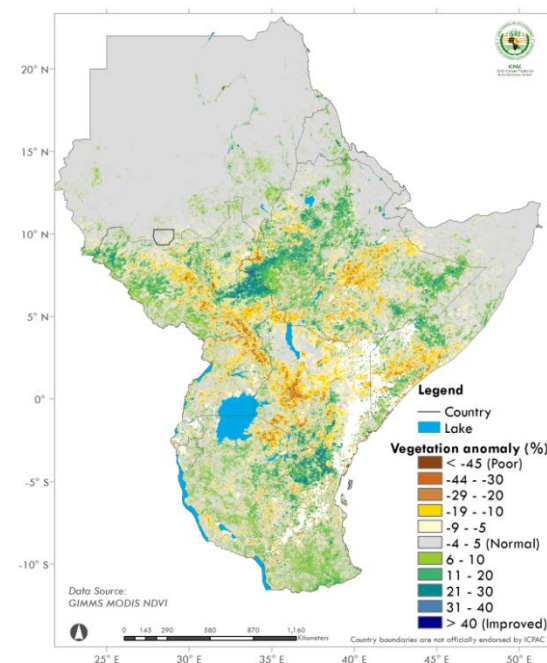 20° N
15° N
10° N
5° N
0°
-5° S
-10° S
IGAD
ICPAC
Legend
Country
Lake
Vegetation anomaly (%)
< -45 (Poor)
-44 - -30
-29 - -20
-19 - -10
-9 - -5
-4 - 5 (Normal)
6 - 10
11 - 20
21 - 30
31 - 40
> 40 (Improved)
Data Source:
GIMMS MODIS NDVI
0 145 290 580 870 1,160
Kilometers
Country boundaries are not officially endorsed by ICPAC
25° E 30° E 35° E 40° E 45° E 50° E